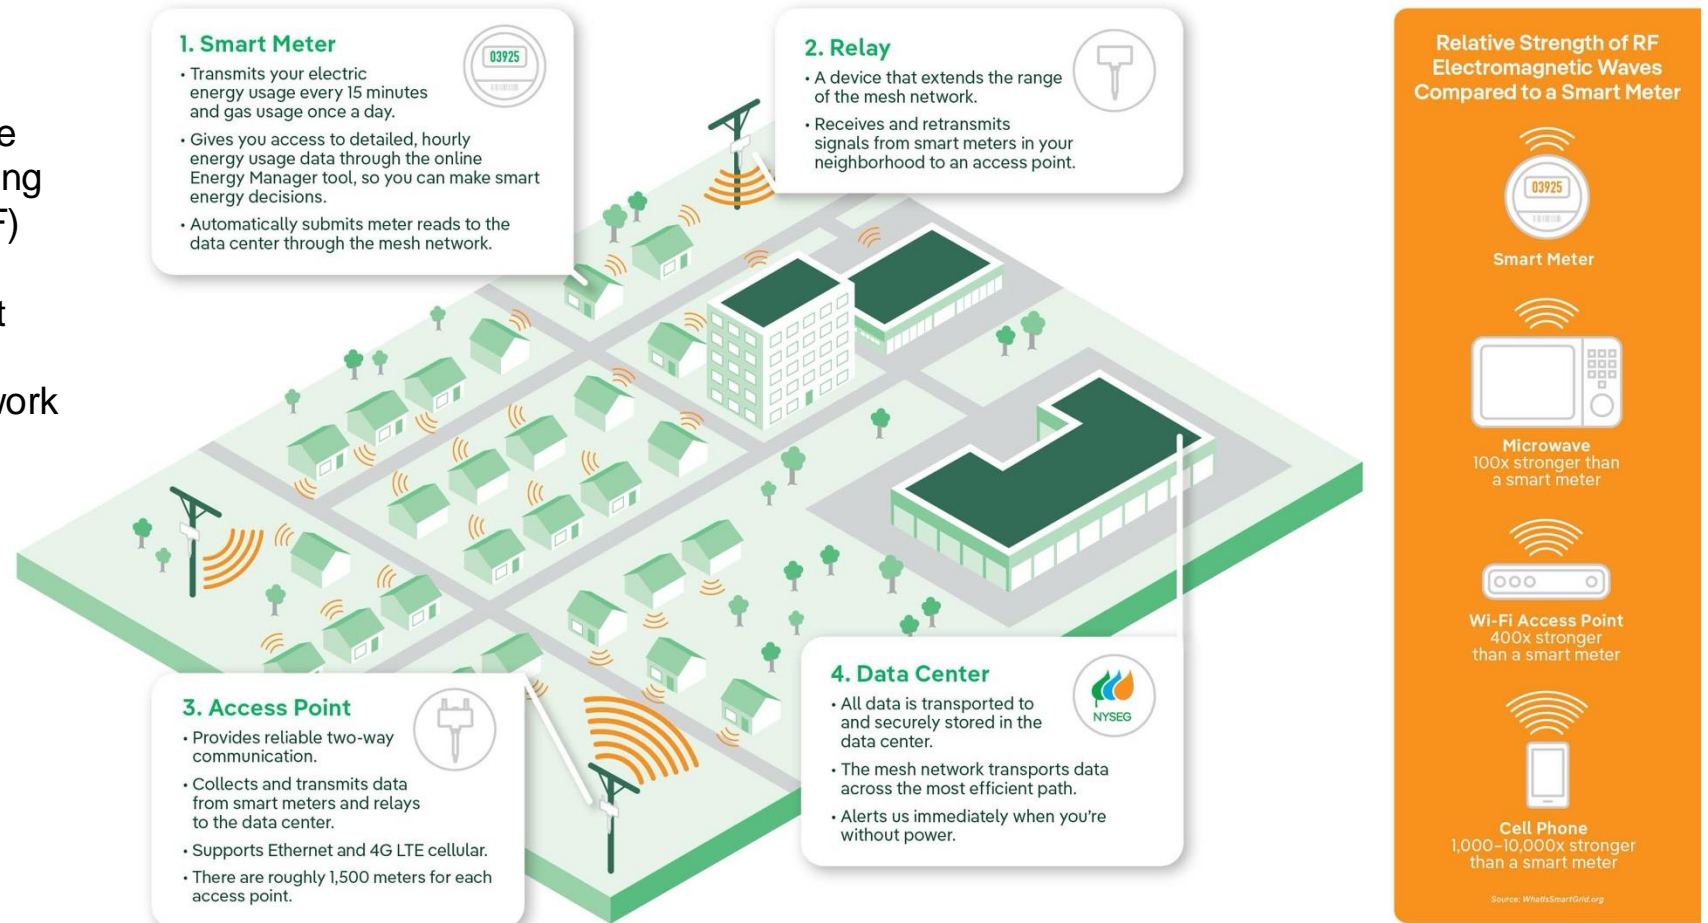 e
ng
F)
t
work
1. Smart Meter
• Transmits your electric
energy usage every 15 minutes
and gas usage once a day.
• Gives you access to detailed, hourly
energy usage data through the online
Energy Manager tool, so you can make smart
energy decisions.
• Automatically submits meter reads to the
data center through the mesh network.
03925
2. Relay
• A device that extends the range
of the mesh network.
• Receives and retransmits
signals from smart meters in your
neighborhood to an access point.
3. Access Point
• Provides reliable two-way
communication.
• Collects and transmits data
from smart meters and relays
to the data center.
• Supports Ethernet and 4G LTE cellular.
• There are roughly 1,500 meters for each
access point.
4. Data Center
• All data is transported to
and securely stored in the
data center.
• The mesh network transports data
across the most efficient path.
• Alerts us immediately when you're
without power.
NYSEG
Relative Strength of RF
Electromagnetic Waves
Compared to a Smart Meter
03925
Smart Meter
Microwave
100x stronger than
a smart meter
Wi-Fi Access Point
400x stronger
than a smart meter
Cell Phone
1,000–10,000x stronger
than a smart meter
Source: WhatIsSmartGrid.org